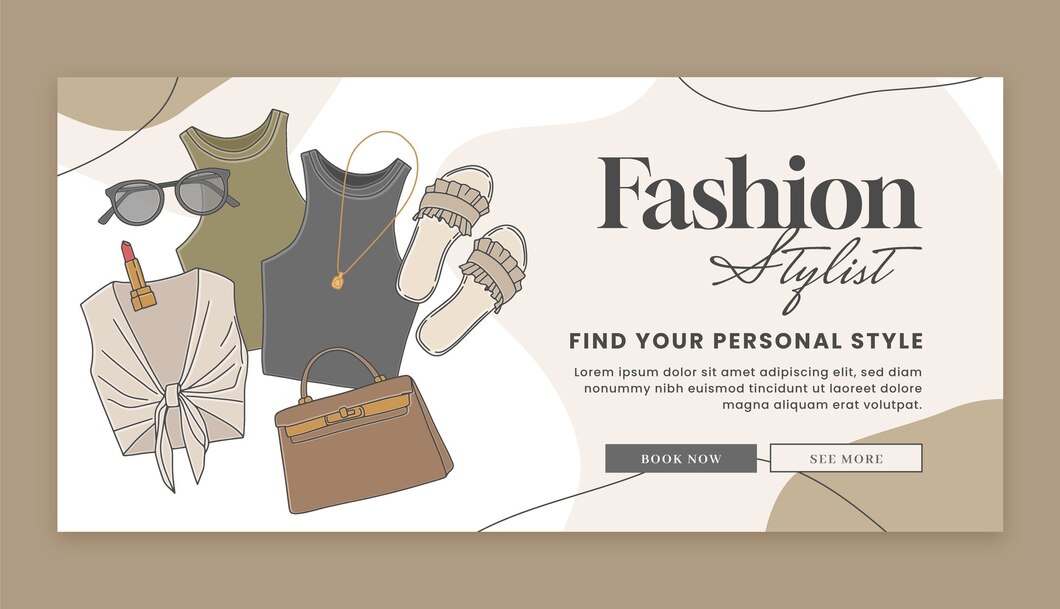 Fashion
Stylist
FIND YOUR PERSONAL STYLE
Lorem ipsum dolor sit amet adipiscing elit, sed diam
nonummy nibh euismod tincidunt ut laoreet dolore
magna aliquam erat volutpat.
BOOK NOW
SEE MORE